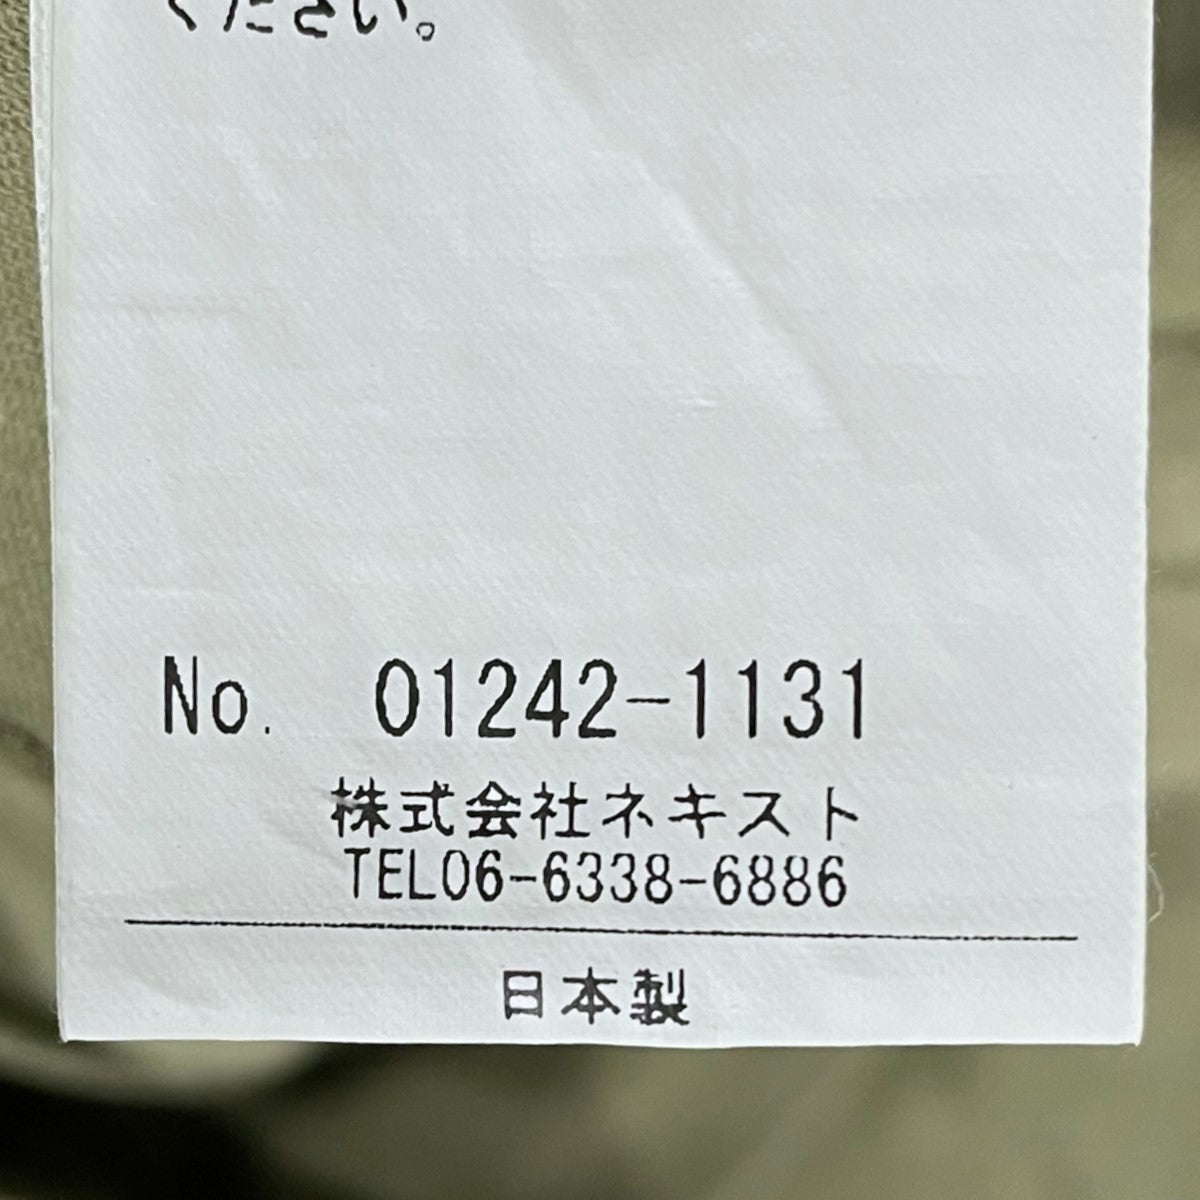 ください。
No. 01242-1131
株式会社ネキスト
TEL06-6338-6886
日本製